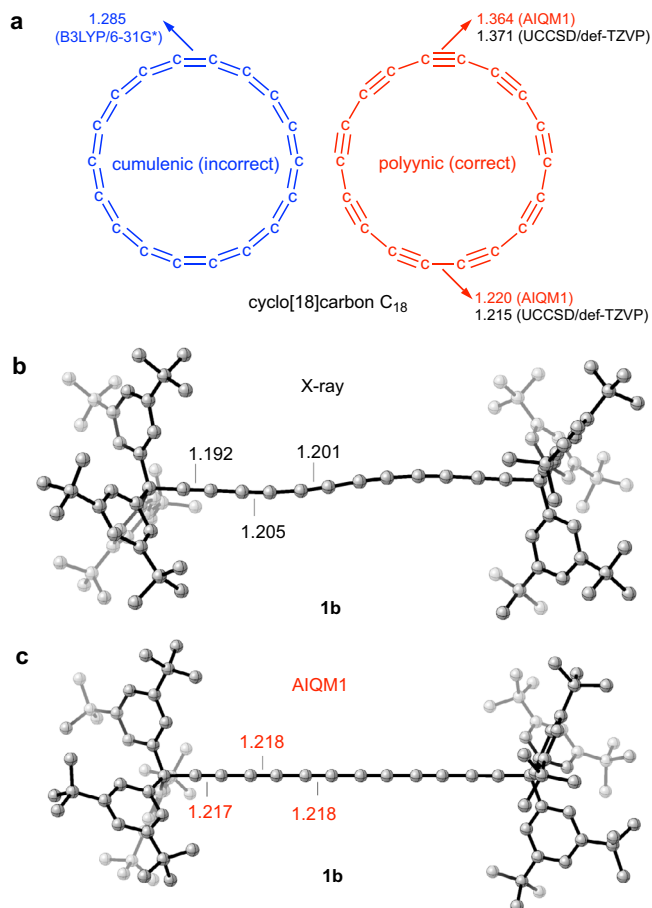 a
1.285
(B3LYP/6-31G*)
1.364 (AIQM1)
1.371 (UCCSD/def-TZVP)
C C C C C C C C C C C C C C C C C C
cumulenic (incorrect)
C C C C C C C C C C C C C C C C C C
polyynic (correct)
1.220 (AIQM1)
1.215 (UCCSD/def-TZVP)
cyclo[18]carbon C18
b
X-ray
1.192
1.201
1.205
1b
c
AIQM1
1.218
1.217
1.218
1b